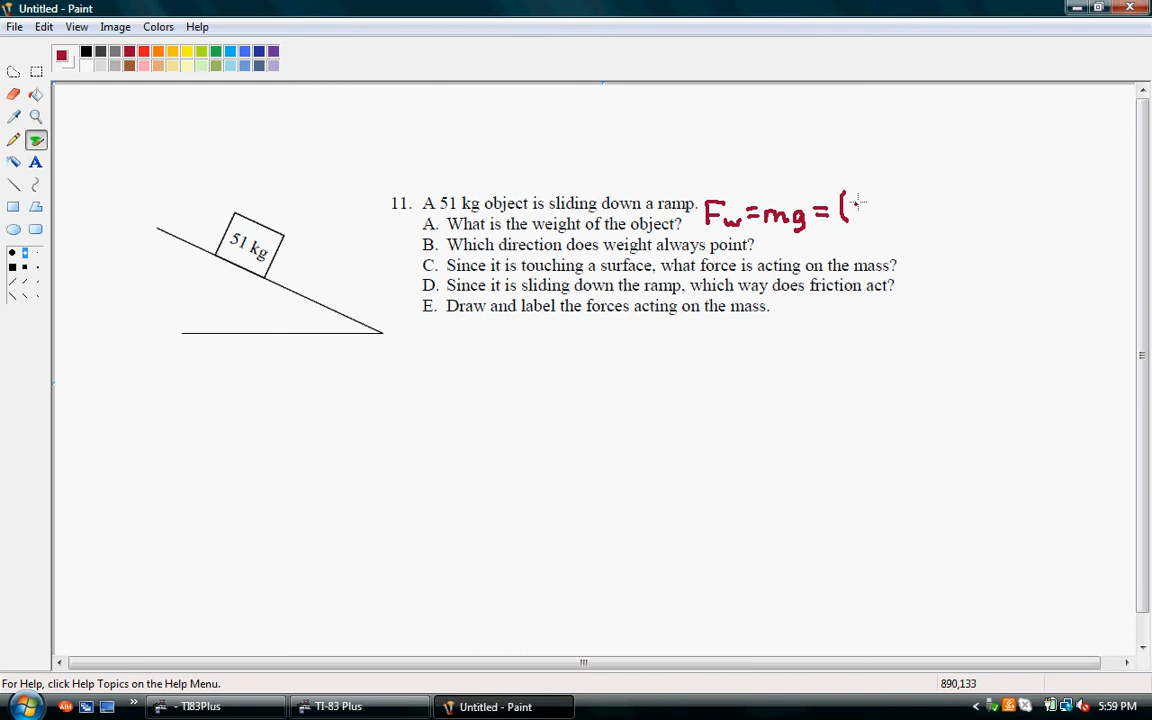 Untitled - Paint
File Edit View Image Colors Help
11. A 51 kg object is sliding down a ramp. Fw=mg=(
A. What is the weight of the object?
51 kg
B. Which direction does weight always point?
C. Since it is touching a surface, what force is acting on the mass?
D. Since it is sliding down the ramp, which way does friction act?
E. Draw and label the forces acting on the mass.
For Help, click Help Topics on the Help Menu. 890,133
- TI83Plus TI-83 Plus Untitled - Paint 5:59 PM